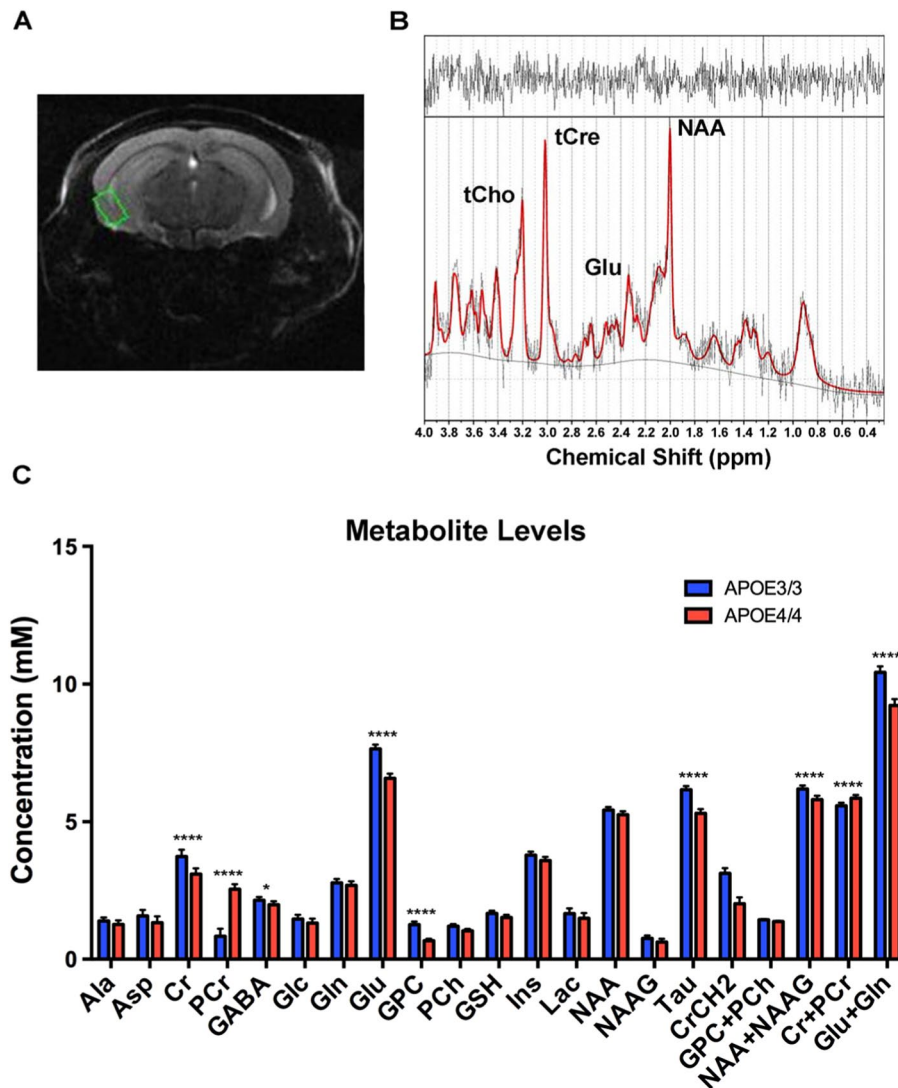 A
B
tCre
NAA
tCho
Glu
4.0 3.8 3.6 3.4 3.2 3.0 2.8 2.6 2.4 2.2 2.0 1.8 1.6 1.4 1.2 1.0 0.8 0.6 0.4
Chemical Shift (ppm)
C
Metabolite Levels
15
10
5
0
Concentration (mM)
APOE3/3
APOE4/4
****
****
*
****
****
****
****
****
****
Ala
Asp
Cr
PCr
GABA
Glc
Gln
Glu
GPC
PCh
GSH
Ins
Lac
NAA
NAAG
Tau
CrCH2
GPC+PCh
NAA+NAAG
Cr+PCr
Glu+Gln